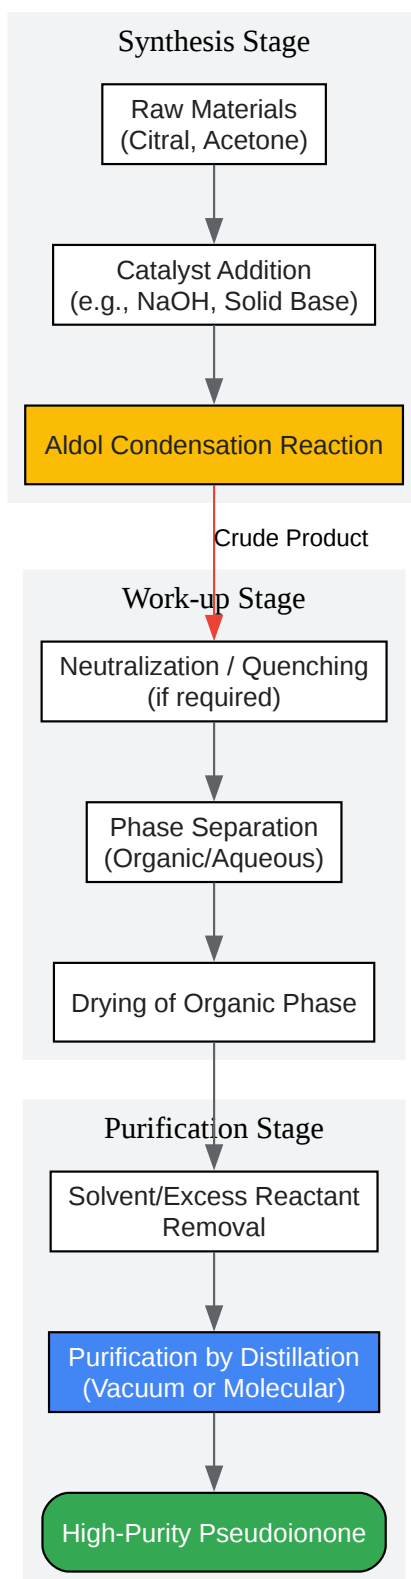 Synthesis Stage
Raw Materials
(Citral, Acetone)
Catalyst Addition
(e.g., NaOH, Solid Base)
Aldol Condensation Reaction
Crude Product
Work-up Stage
Neutralization / Quenching
(if required)
Phase Separation
(Organic/Aqueous)
Drying of Organic Phase
Purification Stage
Solvent/Excess Reactant
Removal
Purification by Distillation
(Vacuum or Molecular)
High-Purity Pseudoionone